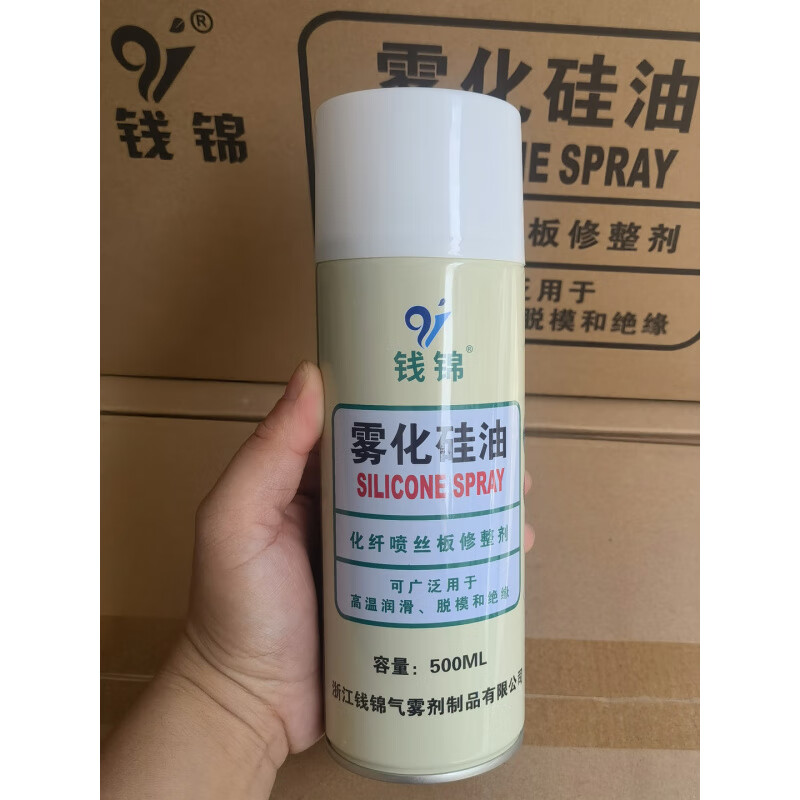 钱锦
®
雾化硅油
NE SPRAY
板修整剂
泛用于
脱模和绝缘
钱锦®
雾化硅油
SILICONE SPRAY
化纤喷丝板修整剂
可广泛用于
高温润滑、脱模和绝缘
容量：500ML
浙江钱锦气雾剂制品有限公司